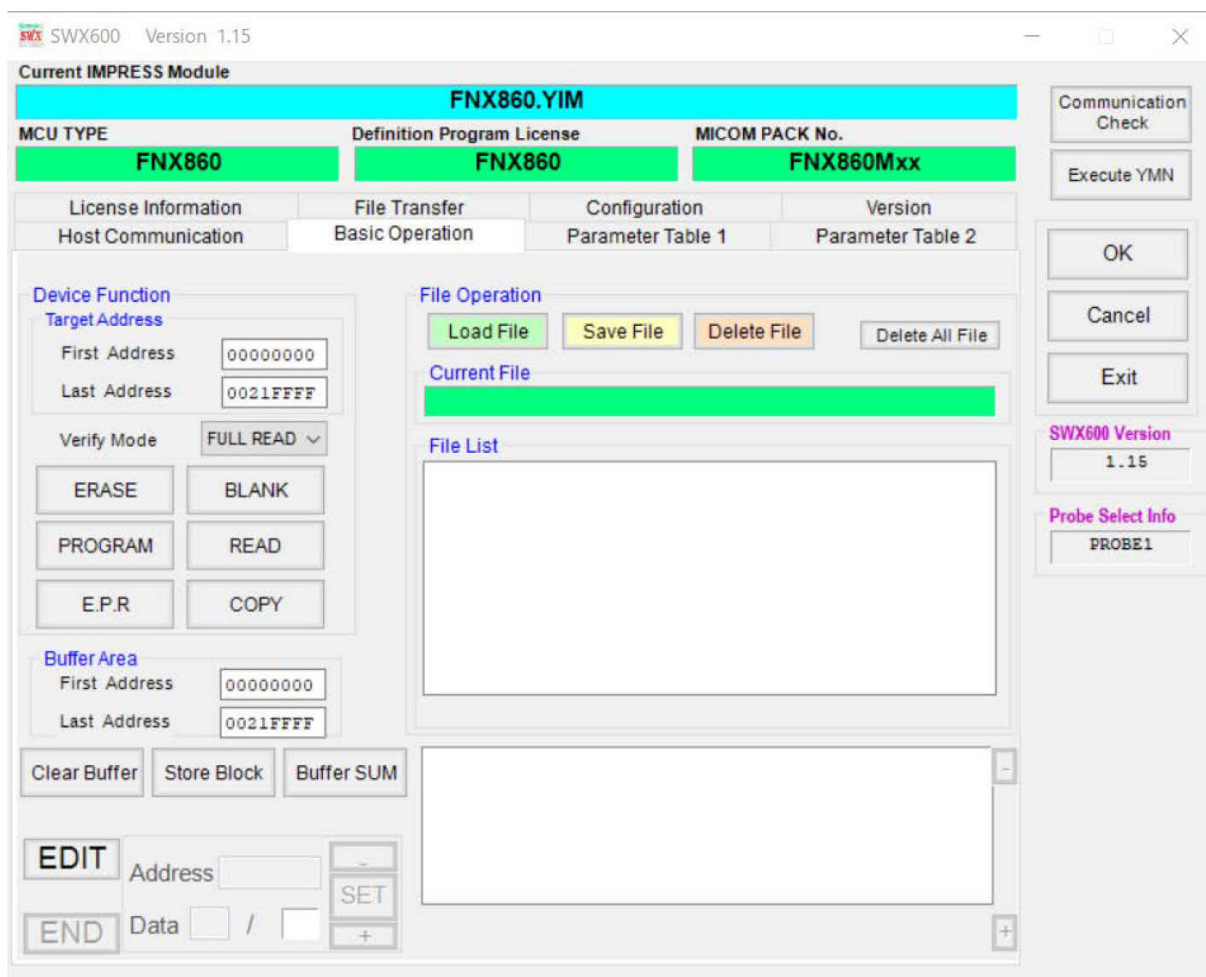 SWX SWX600 Version 1.15
Current IMPRESS Module
FNX860.YIM
MCU TYPE Definition Program License MICOM PACK No.
FNX860 FNX860 FNX860Mxx
Communication Check
Execute YMN
License Information File Transfer Configuration Version
Host Communication Basic Operation Parameter Table 1 Parameter Table 2
OK
Cancel
Exit
SWX600 Version
1.15
Probe Select Info
PROBE1
Device Function
Target Address
First Address 00000000
Last Address 0021FFFF
Verify Mode FULL READ
ERASE BLANK
PROGRAM READ
E.P.R COPY
Buffer Area
First Address 00000000
Last Address 0021FFFF
Clear Buffer Store Block Buffer SUM
EDIT
END
Address
Data /
-
SET
+
File Operation
Load File Save File Delete File Delete All File
Current File
File List
-
+